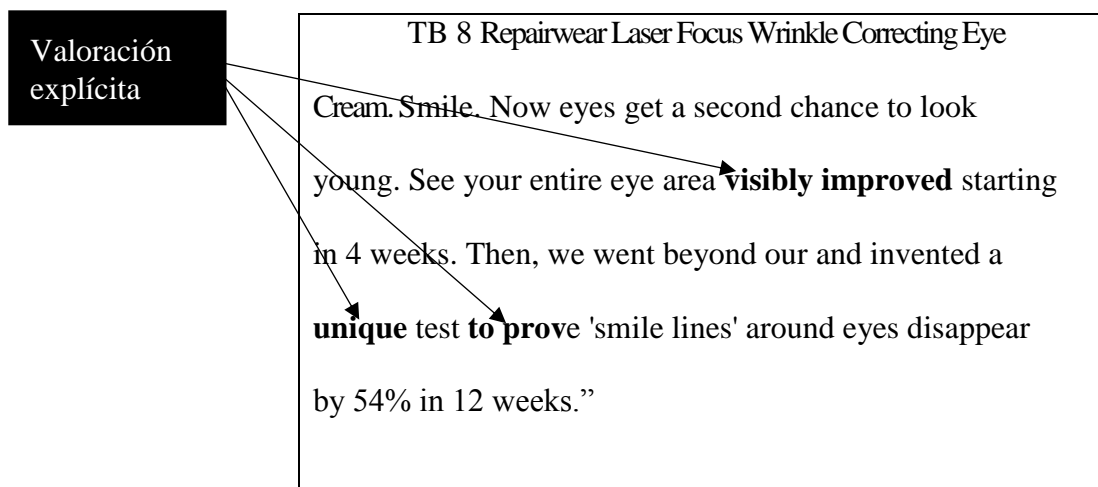 Valoración
explícita
TB 8 Repairwear Laser Focus Wrinkle Correcting Eye
Cream. Smile. Now eyes get a second chance to look
young. See your entire eye area visibly improved starting
in 4 weeks. Then, we went beyond our and invented a
unique test to prove 'smile lines' around eyes disappear
by 54% in 12 weeks.”